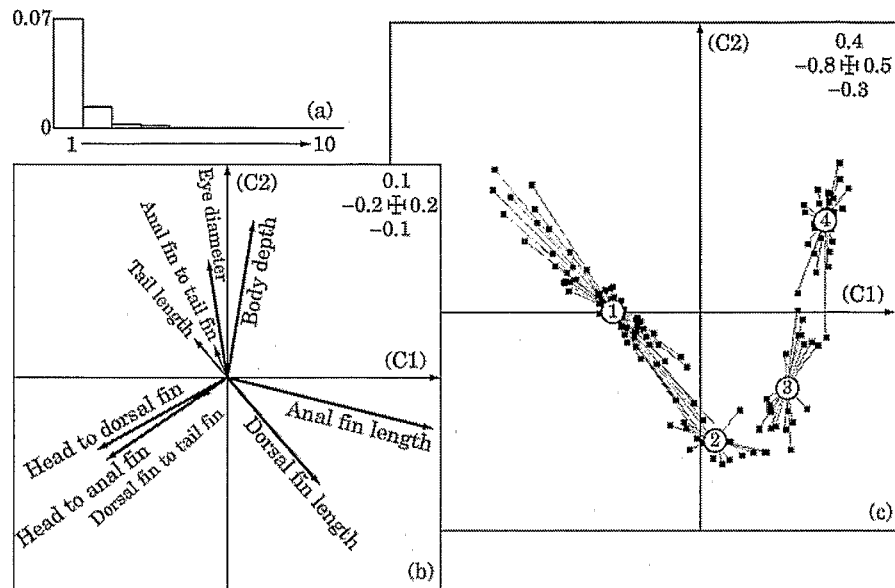 0.07
0
1
10
(a)
(C2)
0.1
-0.2 0.2
-0.1
Eye diameter
Anal fin to tail fin
Tail length
Body depth
(C1)
Head to dorsal fin
Head to anal fin
Dorsal fin to tail fin
Anal fin length
Dorsal fin length
(b)
(C2)
0.4
-0.8 0.5
-0.3
4
(C1)
1
3
2
(c)